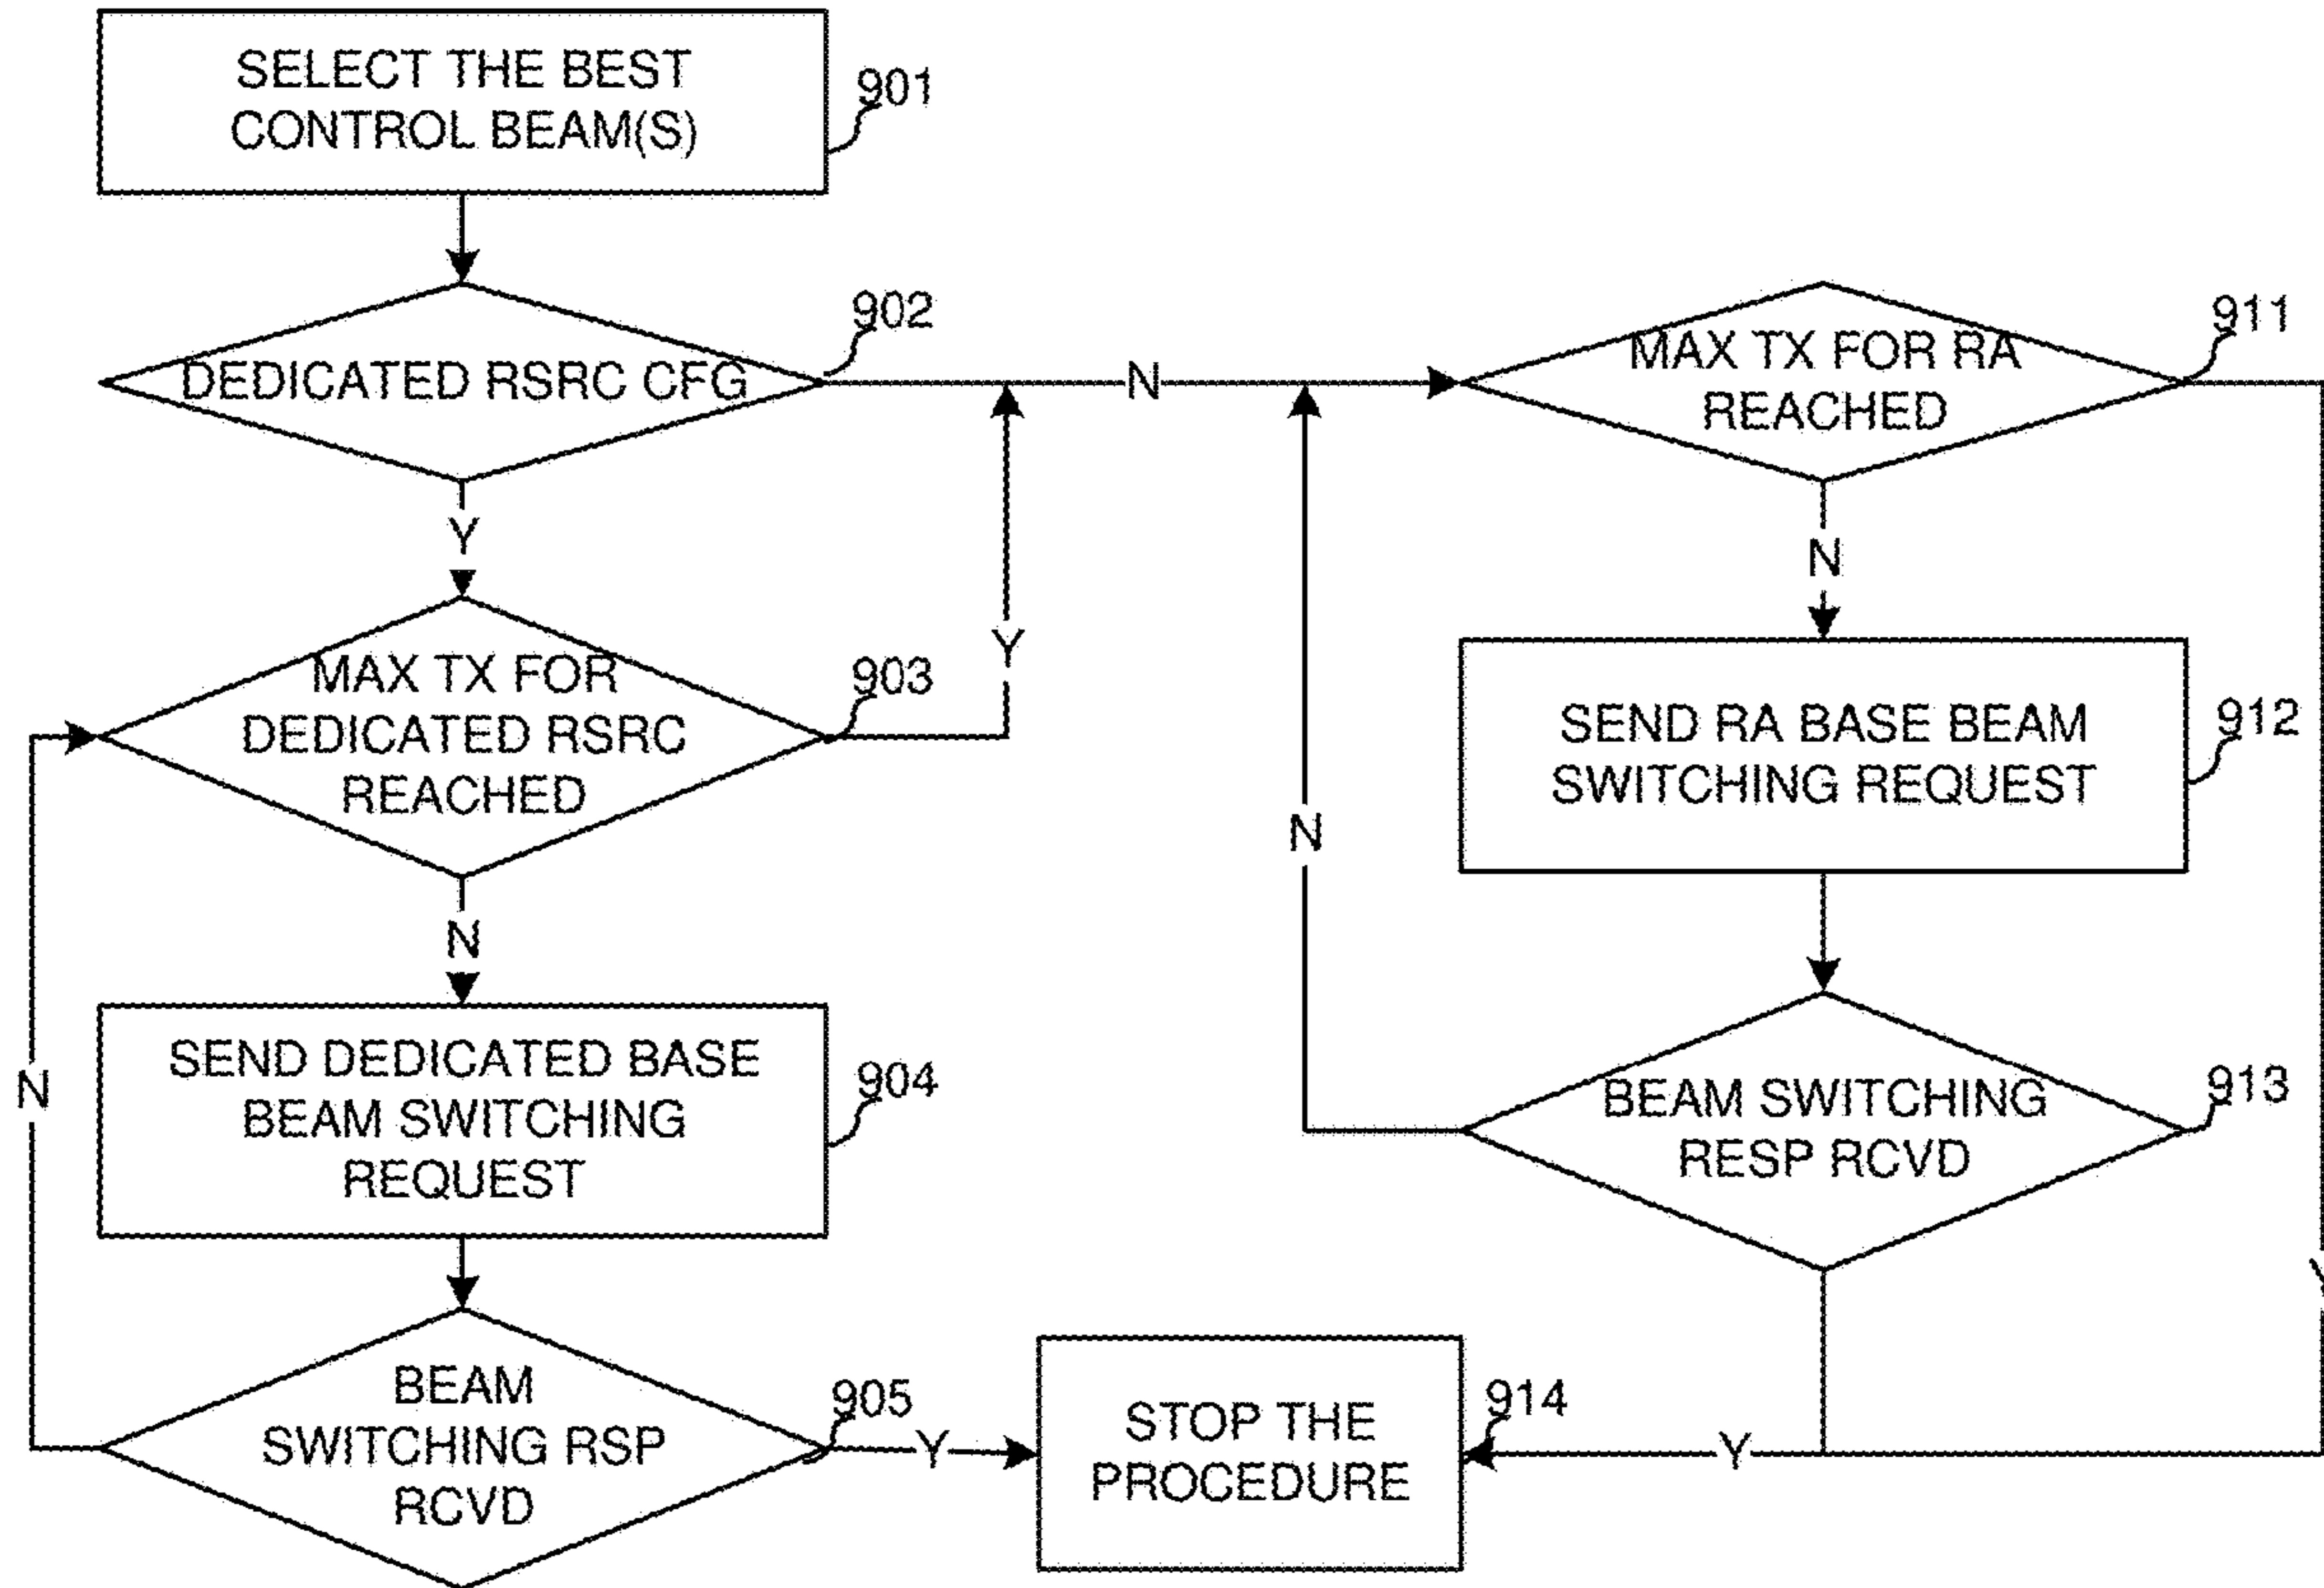 SELECT THE BEST
CONTROL BEAM(S)
901
902
DEDICATED RSRC CFG
N
911
MAX TX FOR RA
REACHED
Y
N
Y
903
MAX TX FOR
DEDICATED RSRC
REACHED
912
SEND RA BASE BEAM
SWITCHING REQUEST
N
N
N
904
SEND DEDICATED BASE
BEAM SWITCHING
REQUEST
913
BEAM SWITCHING
RESP RCVD
Y
905
BEAM
SWITCHING RSP
RCVD
Y
914
STOP THE
PROCEDURE
Y